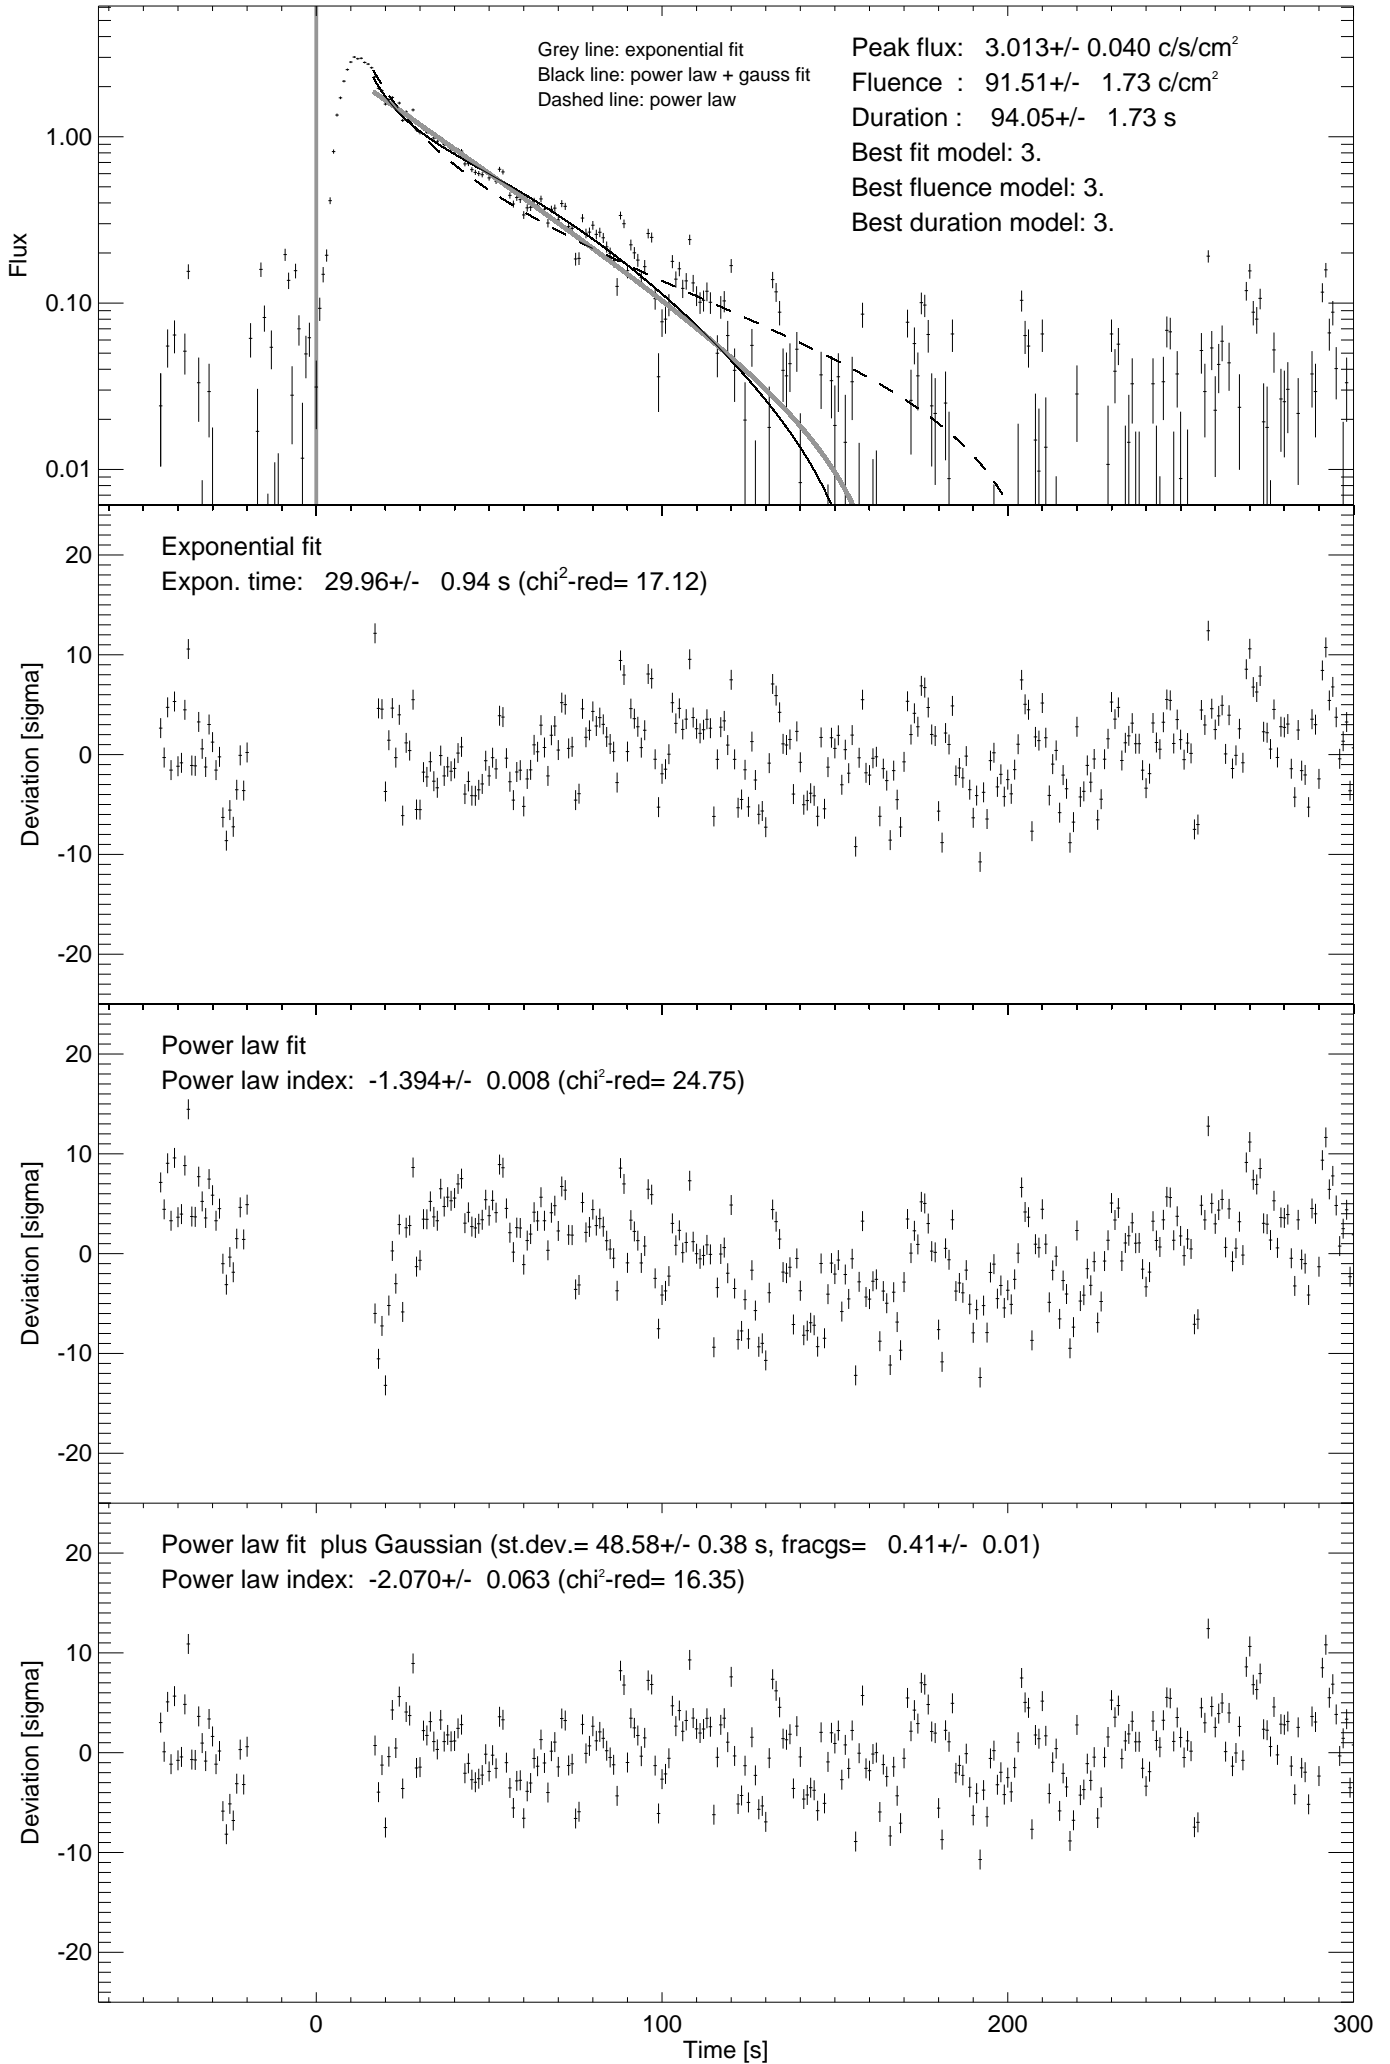 Grey line: exponential fit
Black line: power law + gauss fit
Dashed line: power law
Peak flux: 3.013+/- 0.040 c/s/cm²
Fluence : 91.51+/- 1.73 c/cm²
Duration : 94.05+/- 1.73 s
Best fit model: 3.
Best fluence model: 3.
Best duration model: 3.
1.00
0.10
0.01
Flux
Exponential fit
Expon. time: 29.96+/- 0.94 s (chi²-red= 17.12)
20
10
0
-10
-20
Deviation [sigma]
Power law fit
Power law index: -1.394+/- 0.008 (chi²-red= 24.75)
20
10
0
-10
-20
Deviation [sigma]
Power law fit plus Gaussian (st.dev.= 48.58+/- 0.38 s, fracgs= 0.41+/- 0.01)
Power law index: -2.070+/- 0.063 (chi²-red= 16.35)
20
10
0
-10
-20
Deviation [sigma]
0 100 200 300
Time [s]